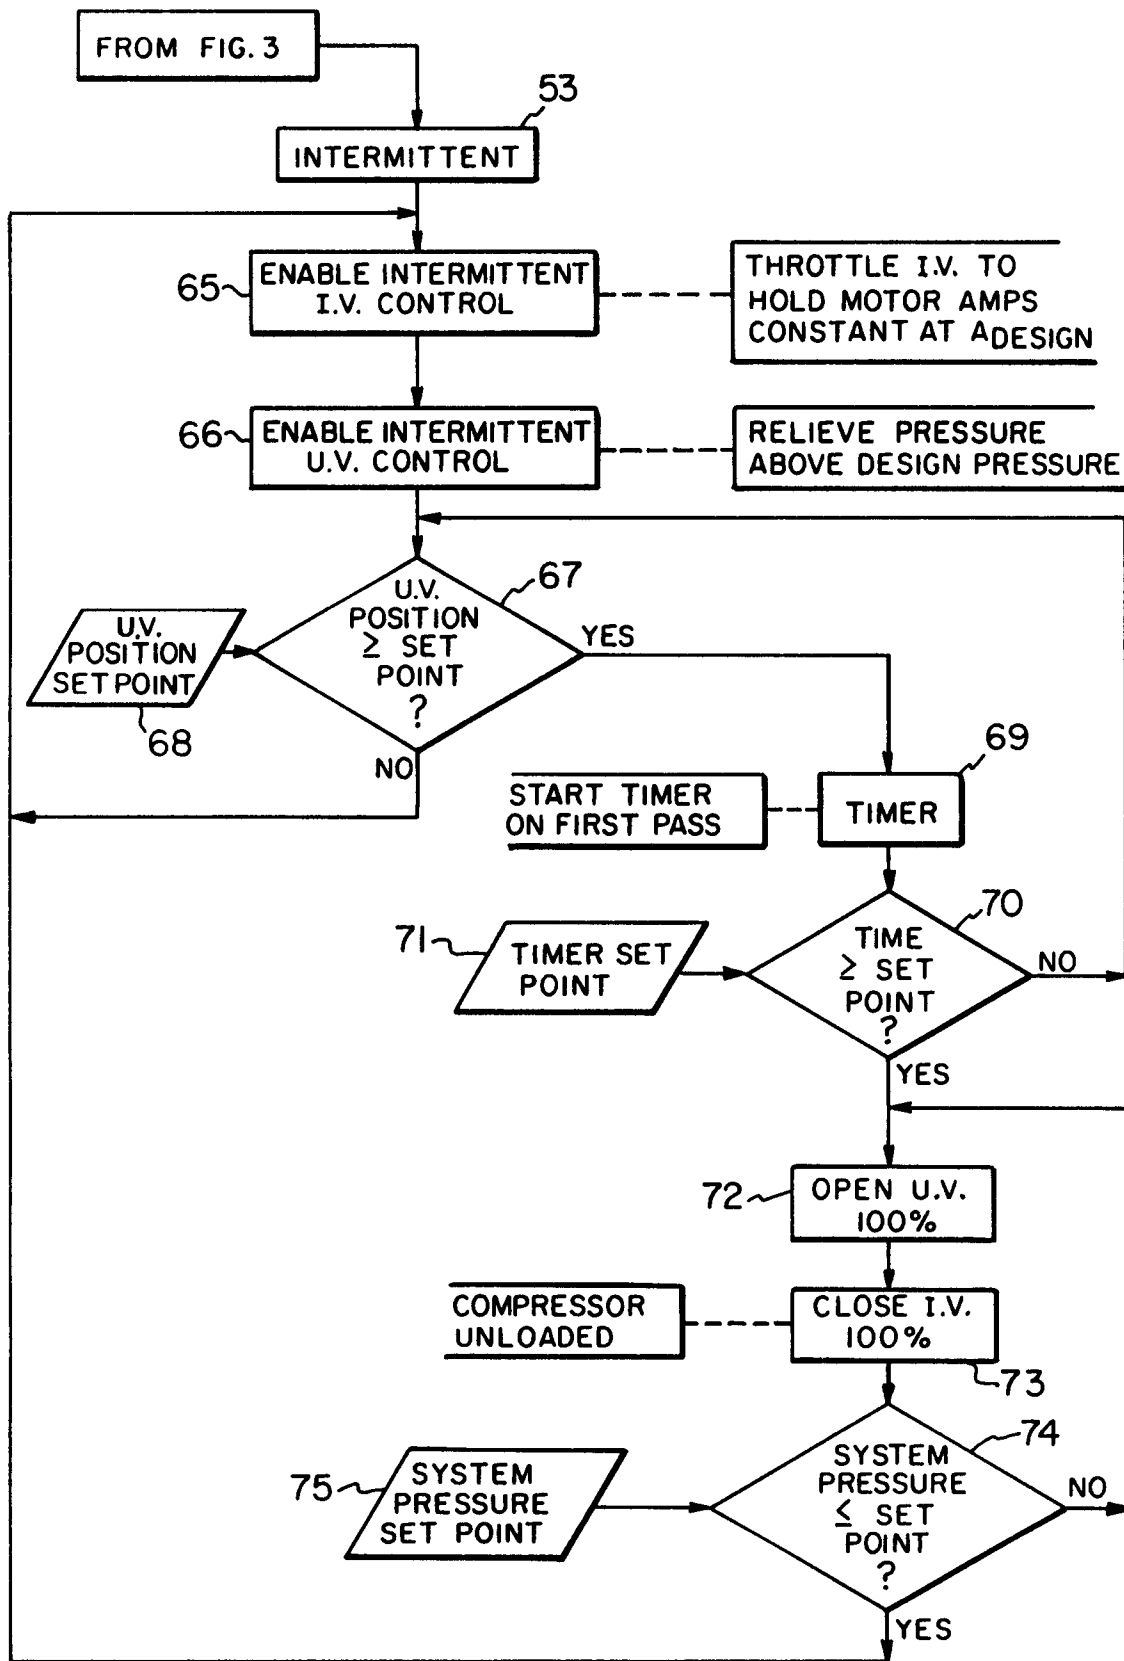 FROM FIG. 3
53
INTERMITTENT
65
ENABLE INTERMITTENT
I.V. CONTROL
THROTTLE I.V. TO
HOLD MOTOR AMPS
CONSTANT AT ADESIGN
66
ENABLE INTERMITTENT
U.V. CONTROL
RELIEVE PRESSURE
ABOVE DESIGN PRESSURE
67
U.V.
POSITION
≥ SET
POINT
?
YES
NO
U.V.
POSITION
SET POINT
68
69
START TIMER
ON FIRST PASS
TIMER
70
71
TIMER SET
POINT
TIME
≥ SET
POINT
?
NO
YES
72
OPEN U.V.
100%
COMPRESSOR
UNLOADED
CLOSE I.V.
100%
73
74
75
SYSTEM
PRESSURE
SET POINT
SYSTEM
PRESSURE
≤ SET
POINT
?
NO
YES